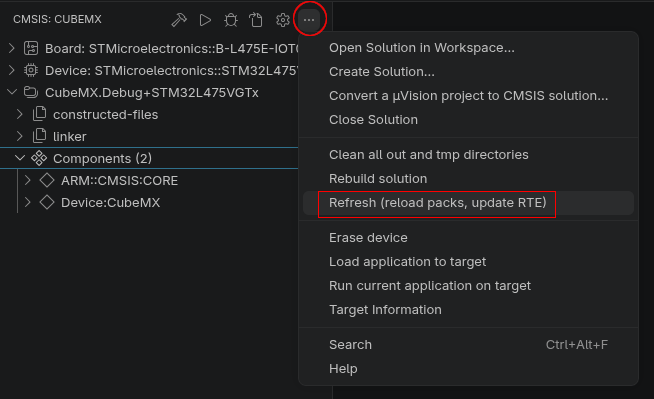 CMSIS: CUBEMX
Board: STMicroelectronics::B-L475E-IOT
Device: STMicroelectronics::STM32L475
CubeMX.Debug+STM32L475VGTx
constructed-files
linker
Components (2)
ARM::CMSIS:CORE
Device:CubeMX
Open Solution in Workspace...
Create Solution...
Convert a µVision project to CMSIS solution...
Close Solution
Clean all out and tmp directories
Rebuild solution
Refresh (reload packs, update RTE)
Erase device
Load application to target
Run current application on target
Target Information
Search Ctrl+Alt+F
Help